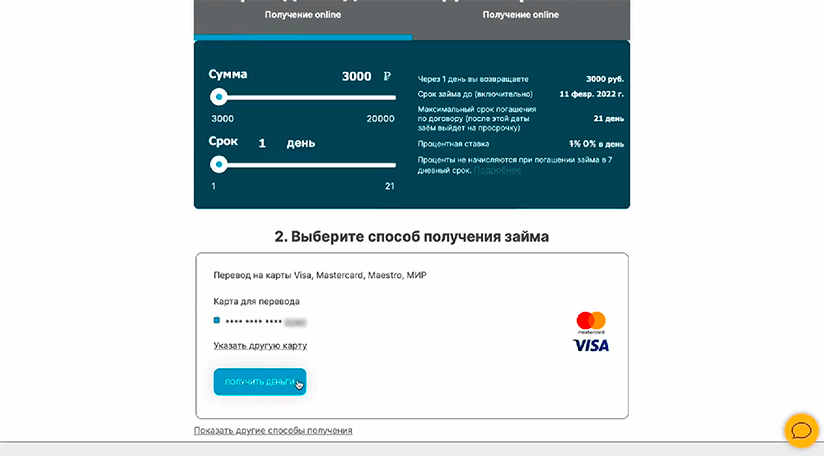 Получение online
Получение online
Сумма 3000 ₽
3000 20000
Срок 1 день
1 21
Через 1 день вы возвращаете 3000 руб.
Срок займа до (включительно) 11 февр. 2022 г.
Максимальный срок погашения
по договору (после этой даты
заём выйдет на просрочку) 21 день
Процентная ставка 1% 0% в день
Проценты не начисляются при погашении займа в 7
дневный срок. Подробнее
2. Выберите способ получения займа
Перевод на карты Visa, Mastercard, Maestro, МИР
Карта для перевода
**** **** ****
Указать другую карту
ПОЛУЧИТЬ ДЕНЬГИ
mastercard
VISA
Показать другие способы получения